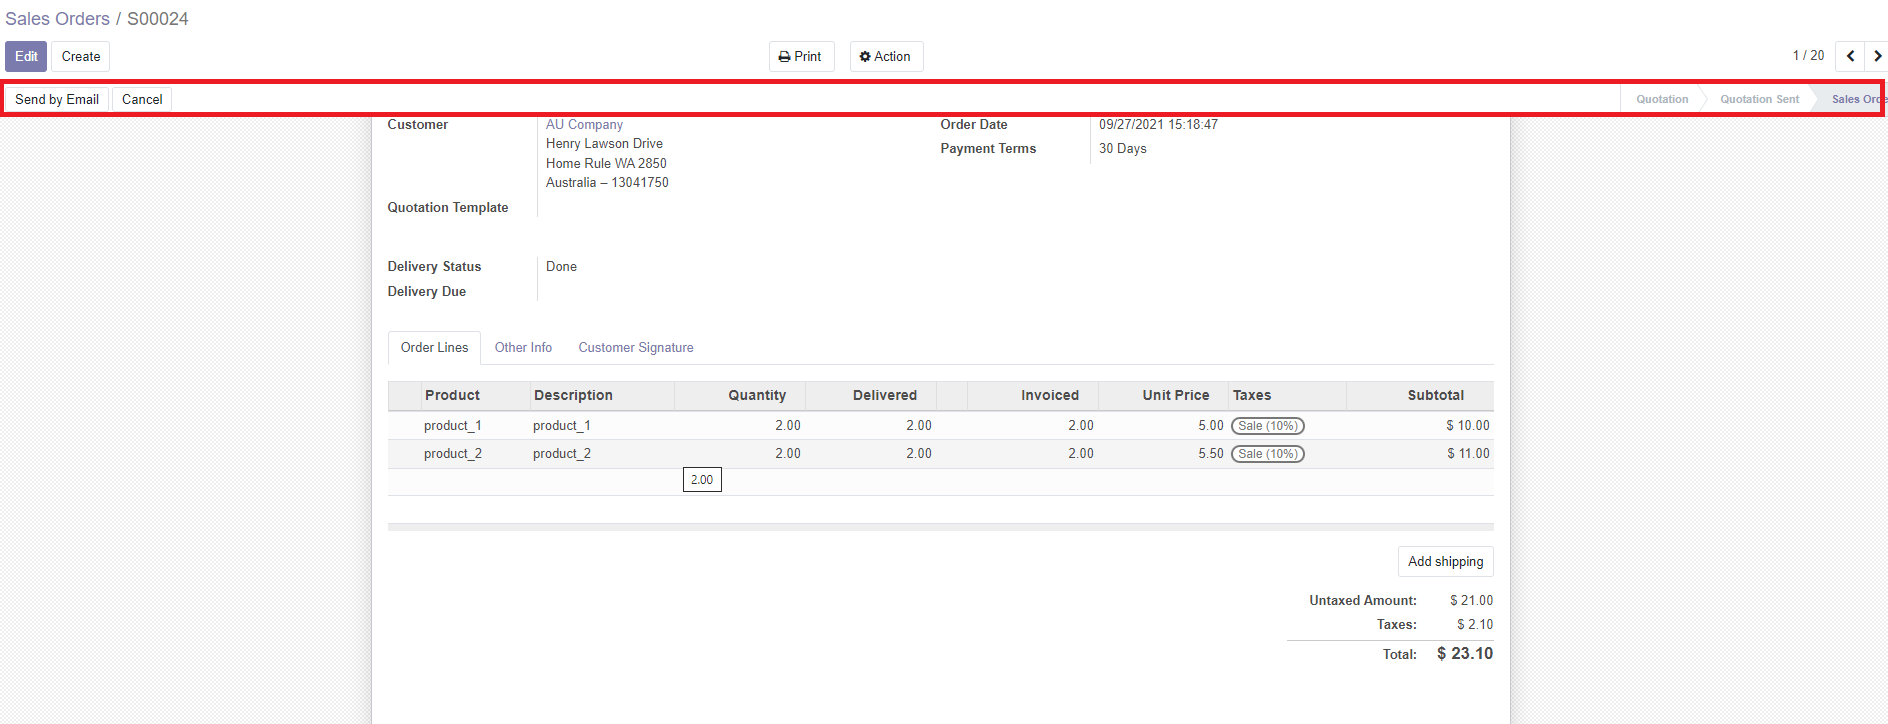 Sales Orders / S00024
Edit Create Print Action 1 / 20
Send by Email Cancel Quotation Quotation Sent Sales Orde
Customer AU Company Order Date 09/27/2021 15:18:47
Henry Lawson Drive Payment Terms 30 Days
Home Rule WA 2850
Australia – 13041750
Quotation Template
Delivery Status Done
Delivery Due
Order Lines Other Info Customer Signature
Product Description Quantity Delivered Invoiced Unit Price Taxes Subtotal
product_1 product_1 2.00 2.00 2.00 5.00 Sale (10%) $ 10.00
product_2 product_2 2.00 2.00 2.00 5.50 Sale (10%) $ 11.00
2.00
Add shipping
Untaxed Amount: $ 21.00
Taxes: $ 2.10
Total: $ 23.10